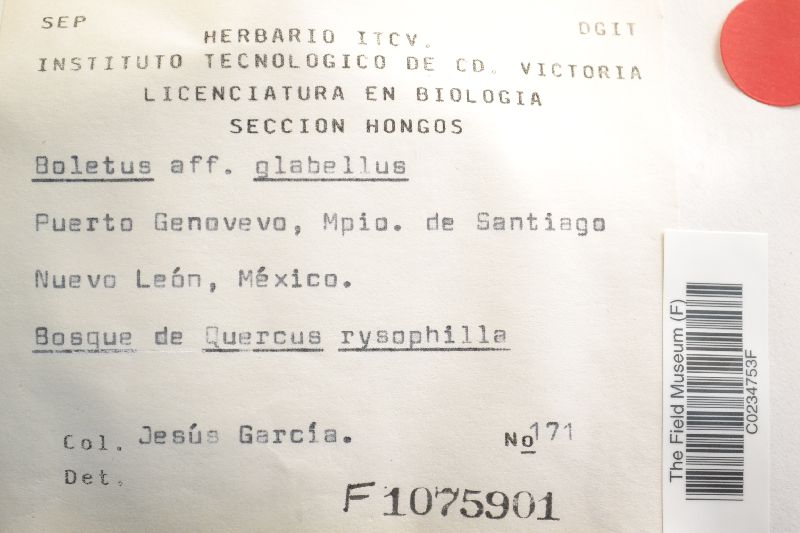 SEP DGIT
HERBARIO ITCV.
INSTITUTO TECNOLOGICO DE CD. VICTORIA
LICENCIATURA EN BIOLOGIA
SECCION HONGOS
Boletus aff. glabellus
Puerto Genovevo, Mpio. de Santiago
Nuevo León, México.
Bosque de Quercus rysophilla
Col. Jesús García. No 171
Det.
F1075901
The Field Museum (F)
C0234753F